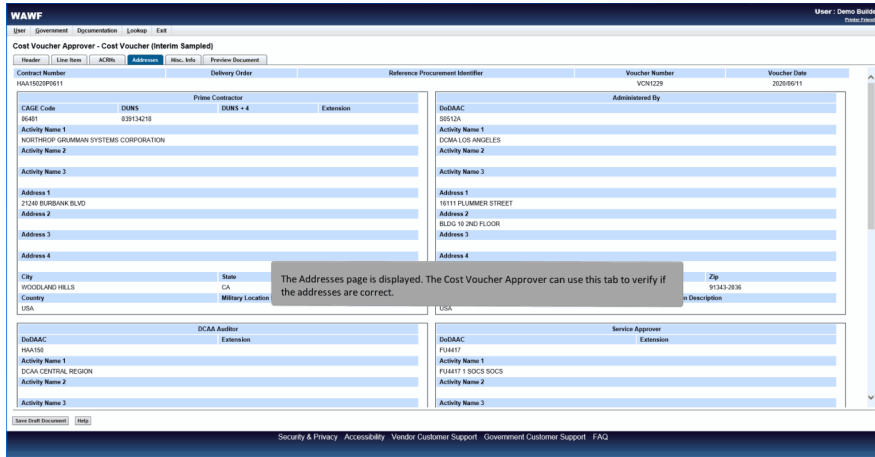 WAWF
User : Demo Builde
Printer Friend
User Government Documentation Lookup Exit
Cost Voucher Approver - Cost Voucher (Interim Sampled)
Header Line Item ACRNs Addresses Misc. Info Preview Document
Contract Number Delivery Order Reference Procurement Identifier Voucher Number Voucher Date
HAA15020P0611 VCN1229 2020/06/11
Prime Contractor
CAGE Code DUNS DUNS + 4 Extension
06481 839134218
Activity Name 1
NORTHROP GRUMMAN SYSTEMS CORPORATION
Activity Name 2
Activity Name 3
Address 1
21240 BURBANK BLVD
Address 2
Address 3
Address 4
City State
WOODLAND HILLS CA
Country Military Location
USA
Administered By
DoDAAC
S0512A
Activity Name 1
DCMA LOS ANGELES
Activity Name 2
Activity Name 3
Address 1
16111 PLUMMER STREET
Address 2
BLDG 10 2ND FLOOR
Address 3
Address 4
Zip
91343-2036
n Description
USA
The Addresses page is displayed. The Cost Voucher Approver can use this tab to verify if
the addresses are correct.
DCAA Auditor
DoDAAC Extension
HAA150
Activity Name 1
DCAA CENTRAL REGION
Activity Name 2
Activity Name 3
Service Approver
DoDAAC Extension
FU4417
Activity Name 1
FU4417 1 SOCS SOCS
Activity Name 2
Activity Name 3
Save Draft Document Help
Security & Privacy Accessibility Vendor Customer Support Government Customer Support FAQ